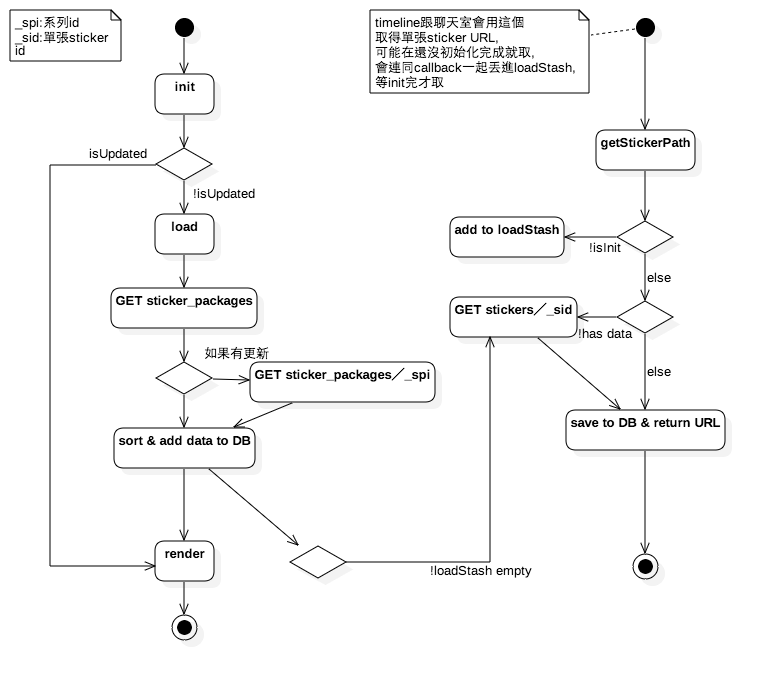 _spi:系列id
_sid:單張sticker
id
timeline跟聊天室會用這個
取得單張sticker URL,
可能在還沒初始化完成就取,
會連同callback一起丟進loadStash,
等init完才取
init
getStickerPath
isUpdated
!isUpdated
load
add to loadStash
!isInit
else
GET sticker_packages
GET stickers／_sid
!has data
如果有更新
GET sticker_packages／_spi
else
sort & add data to DB
save to DB & return URL
render
!loadStash empty